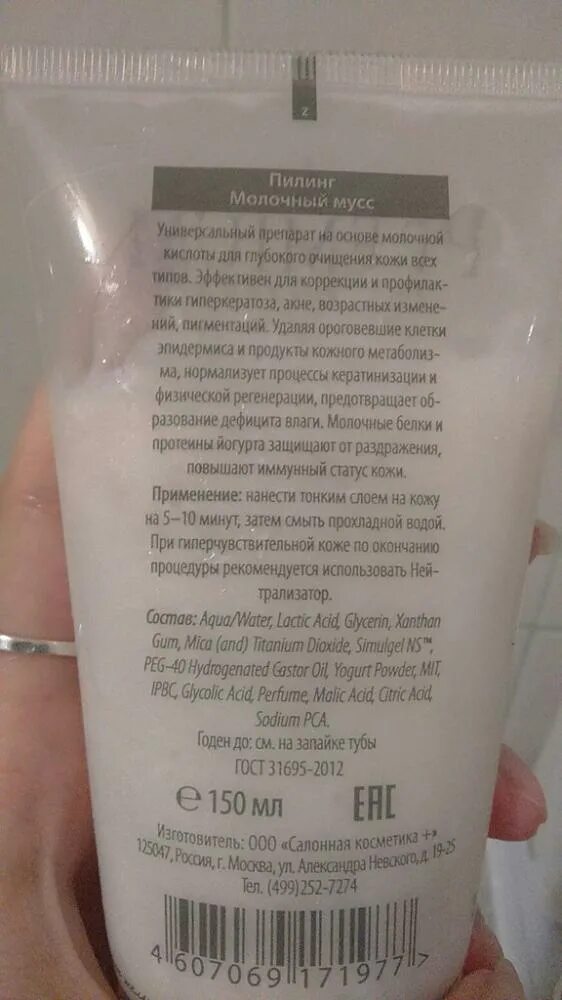 Z
Пилинг
Молочный мусс
Универсальный препарат на основе молочной
кислоты для глубокого очищения кожи всех
типов. Эффективен для коррекции и профилак-
тики гиперкератоза, акне, возрастных измене-
ний, пигментаций. Удаляя ороговевшие клетки
эпидермиса и продукты кожного метаболиз-
ма, нормализует процессы кератинизации и
физической регенерации, предотвращает об-
разование дефицита влаги. Молочные белки и
протеины йогурта защищают от раздражения,
повышают иммунный статус кожи.
Применение: нанести тонким слоем на кожу
на 5–10 минут, затем смыть прохладной водой.
При гиперчувствительной коже по окончанию
процедуры рекомендуется использовать Ней-
трализатор.
Состав: Aqua/Water, Lactic Acid, Glycerin, Xanthan
Gum, Mica (and) Titanium Dioxide, Simulgel NS™,
PEG-40 Hydrogenated Castor Oil, Yogurt Powder, MIT,
IPBC, Glycolic Acid, Perfume, Malic Acid, Citric Acid,
Sodium PCA.
Годен до: см. на запайке тубы
ГОСТ 31695-2012
℮ 150 мл EAC
Изготовитель: ООО «Салонная косметика +»
125047, Россия, г. Москва, ул. Александра Невского, д. 19-25
Тел. (499)252-7274
4 607069 171977 >